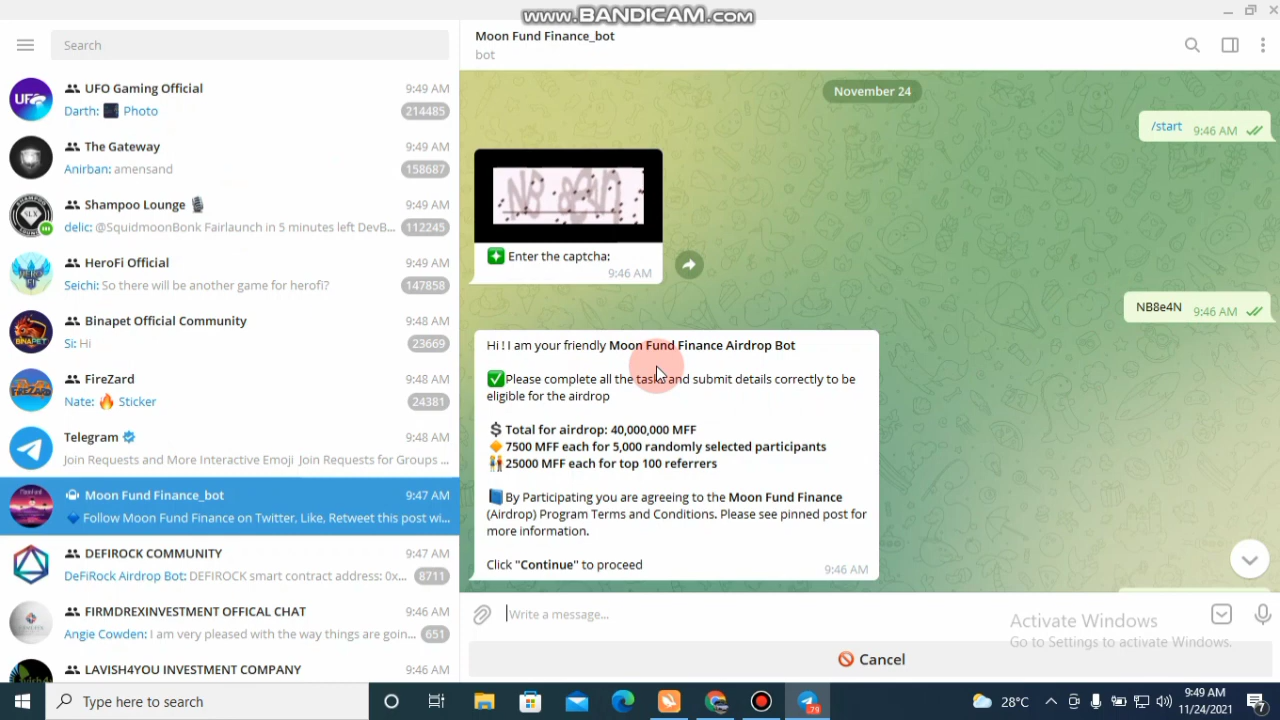 www.BANDICAM.com
Search
UFO Gaming Official 9:49 AM
Darth: Photo 214485
The Gateway 9:49 AM
Anirban: amensand 158687
Shampoo Lounge 9:49 AM
delic: @SquidmoonBonk Fairlaunch in 5 minutes left DevB... 112245
HeroFi Official 9:49 AM
Seichi: So there will be another game for herofi? 147858
Binapet Official Community 9:48 AM
Si: Hi 23669
FireZard 9:48 AM
Nate: 🔥 Sticker 24381
Telegram 9:48 AM
Join Requests and More Interactive Emoji Join Requests for Groups ...
Moon Fund Finance_bot 9:47 AM
🔷 Follow Moon Fund Finance on Twitter, Like, Retweet this post wi...
DEFIROCK COMMUNITY 9:47 AM
DeFiRock Airdrop Bot: DEFIROCK smart contract address: 0x... 8711
FIRMDREXINVESTMENT OFFICAL CHAT 9:46 AM
Angie Cowden: I am very pleased with the way things are goin... 651
LAVISH4YOU INVESTMENT COMPANY 9:46 AM
Moon Fund Finance_bot
bot
November 24
/start 9:46 AM
Enter the captcha:
9:46 AM
NB8e4N 9:46 AM
Hi ! I am your friendly Moon Fund Finance Airdrop Bot
✅Please complete all the tasks and submit details correctly to be
eligible for the airdrop
💲Total for airdrop: 40,000,000 MFF
🔶 7500 MFF each for 5,000 randomly selected participants
👫 25000 MFF each for top 100 referrers
📘By Participating you are agreeing to the Moon Fund Finance
(Airdrop) Program Terms and Conditions. Please see pinned post for
more information.
Click "Continue" to proceed
9:46 AM
Write a message...
🚫 Cancel
Activate Windows
Go to Settings to activate Windows.
Type here to search
79
28°C
9:49 AM
11/24/2021
7